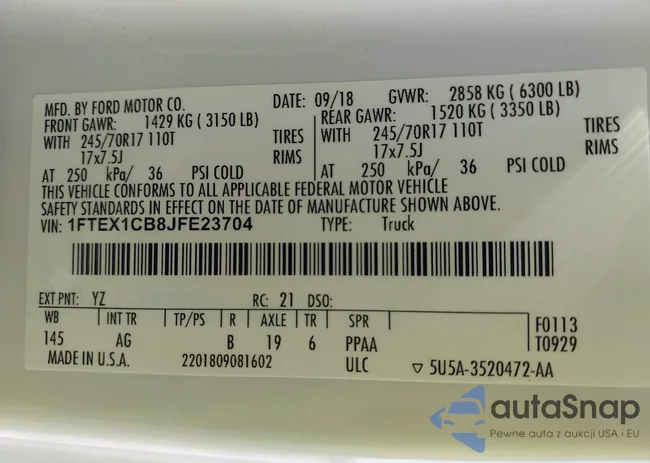 MFD. BY FORD MOTOR CO. DATE: 09/18 GVWR: 2858 KG ( 6300 LB)
FRONT GAWR: 1429 KG ( 3150 LB) REAR GAWR: 1520 KG ( 3350 LB)
WITH 245/70R17 110T TIRES WITH 245/70R17 110T TIRES
17x7.5J RIMS 17x7.5J RIMS
AT 250 kPa/ 36 PSI COLD AT 250 kPa/ 36 PSI COLD
THIS VEHICLE CONFORMS TO ALL APPLICABLE FEDERAL MOTOR VEHICLE
SAFETY STANDARDS IN EFFECT ON THE DATE OF MANUFACTURE SHOWN ABOVE.
VIN: 1FTEX1CB8JFE23704 TYPE: Truck
EXT PNT: YZ RC: 21 DSO:
WB INT TR TP/PS R AXLE TR SPR F0113
145 AG B 19 6 PPAA T0929
MADE IN U.S.A. 2201809081602 ULC ▽ 5U5A-3520472-AA
autaSnap
Pewne auta z aukcji USA i EU